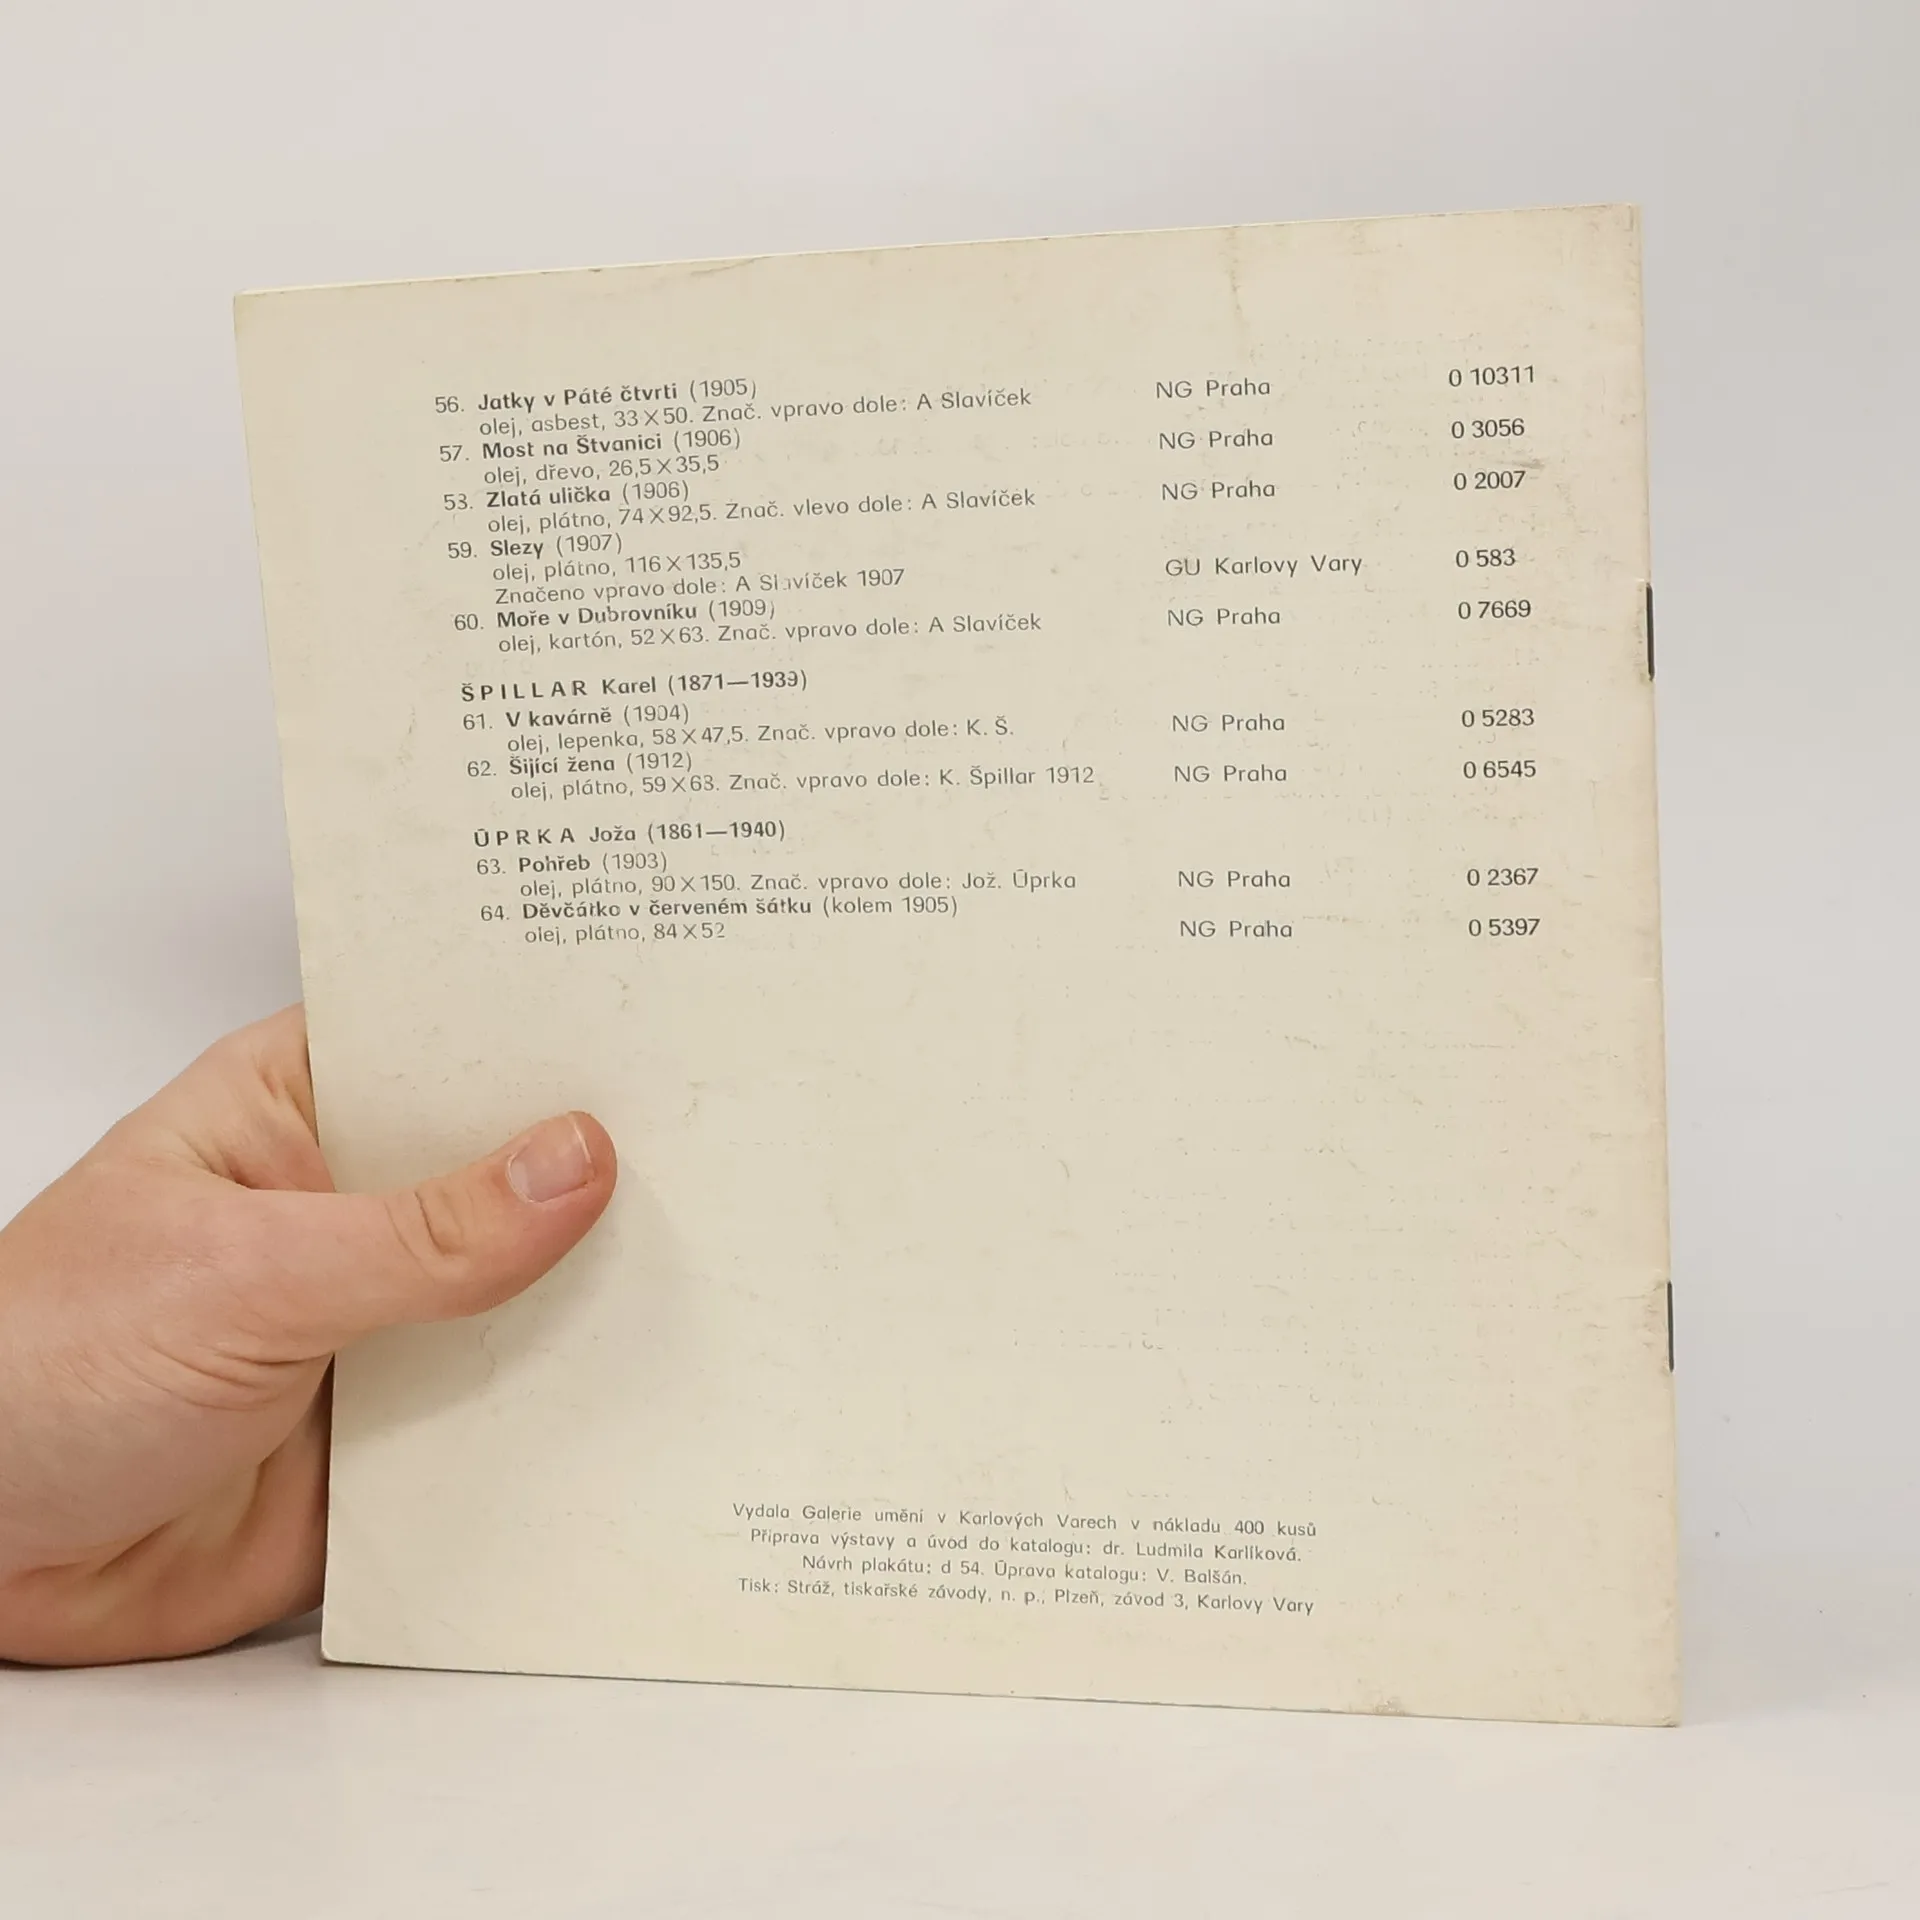 56. Jatky v Páté čtvrti (1905)
olej, asbest, 33×50. Znač. vpravo dole: A Slavíček NG Praha 0 10311
57. Most na Štvanici (1906)
olej, dřevo, 26,5×35,5 NG Praha 0 3056
53. Zlatá ulička (1906)
olej, plátno, 74×92,5. Znač. vlevo dole: A Slavíček NG Praha 0 2007
59. Slezy (1907)
olej, plátno, 116×135,5
Značeno vpravo dole: A Slavíček 1907 GU Karlovy Vary 0 583
60. Moře v Dubrovníku (1909)
olej, kartón, 52×63. Znač. vpravo dole: A Slavíček NG Praha 0 7669
ŠPILLAR Karel (1871—1939)
61. V kavárně (1904)
olej, lepenka, 58×47,5. Znač. vpravo dole: K. Š. NG Praha 0 5283
62. Šijící žena (1912)
olej, plátno, 59×63. Znač. vpravo dole: K. Špillar 1912 NG Praha 0 6545
ÚPRKA Joža (1861—1940)
63. Pohřeb (1903)
olej, plátno, 90×150. Znač. vpravo dole: Jož. Úprka NG Praha 0 2367
64. Děvčátko v červeném šátku (kolem 1905)
olej, plátno, 84×52 NG Praha 0 5397
Vydala Galerie umění v Karlových Varech v nákladu 400 kusů
Příprava výstavy a úvod do katalogu: dr. Ludmila Karlíková.
Návrh plakátu: d 54. Úprava katalogu: V. Balšán.
Tisk: Stráž, tiskařské závody, n. p., Plzeň, závod 3, Karlovy Vary